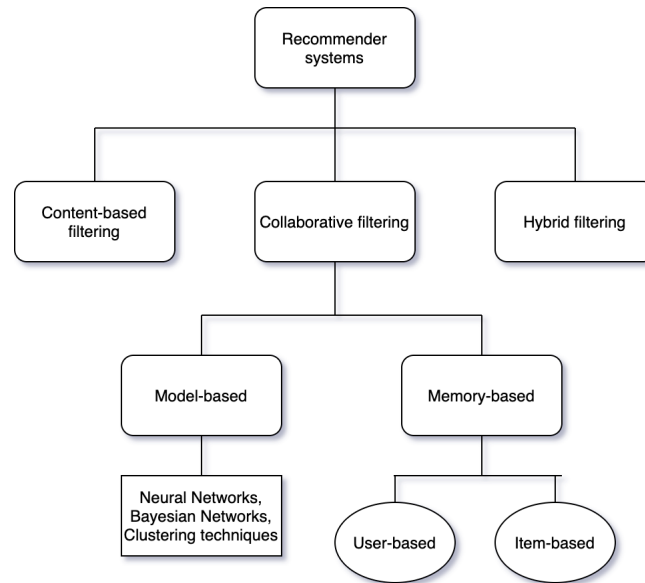 Recommender
systems
Content-based
filtering
Collaborative filtering
Hybrid filtering
Model-based
Memory-based
Neural Networks,
Bayesian Networks,
Clustering techniques
User-based
Item-based